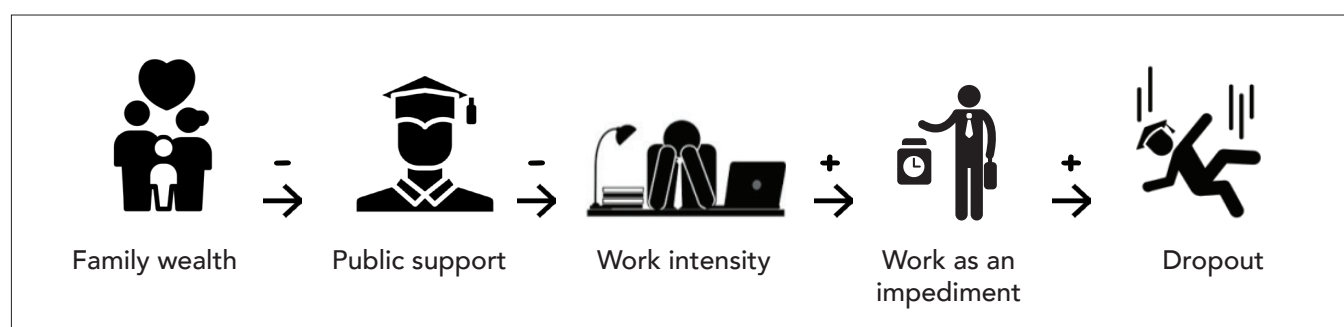 - - + +
Family wealth Public support Work intensity Work as an Dropout
impediment